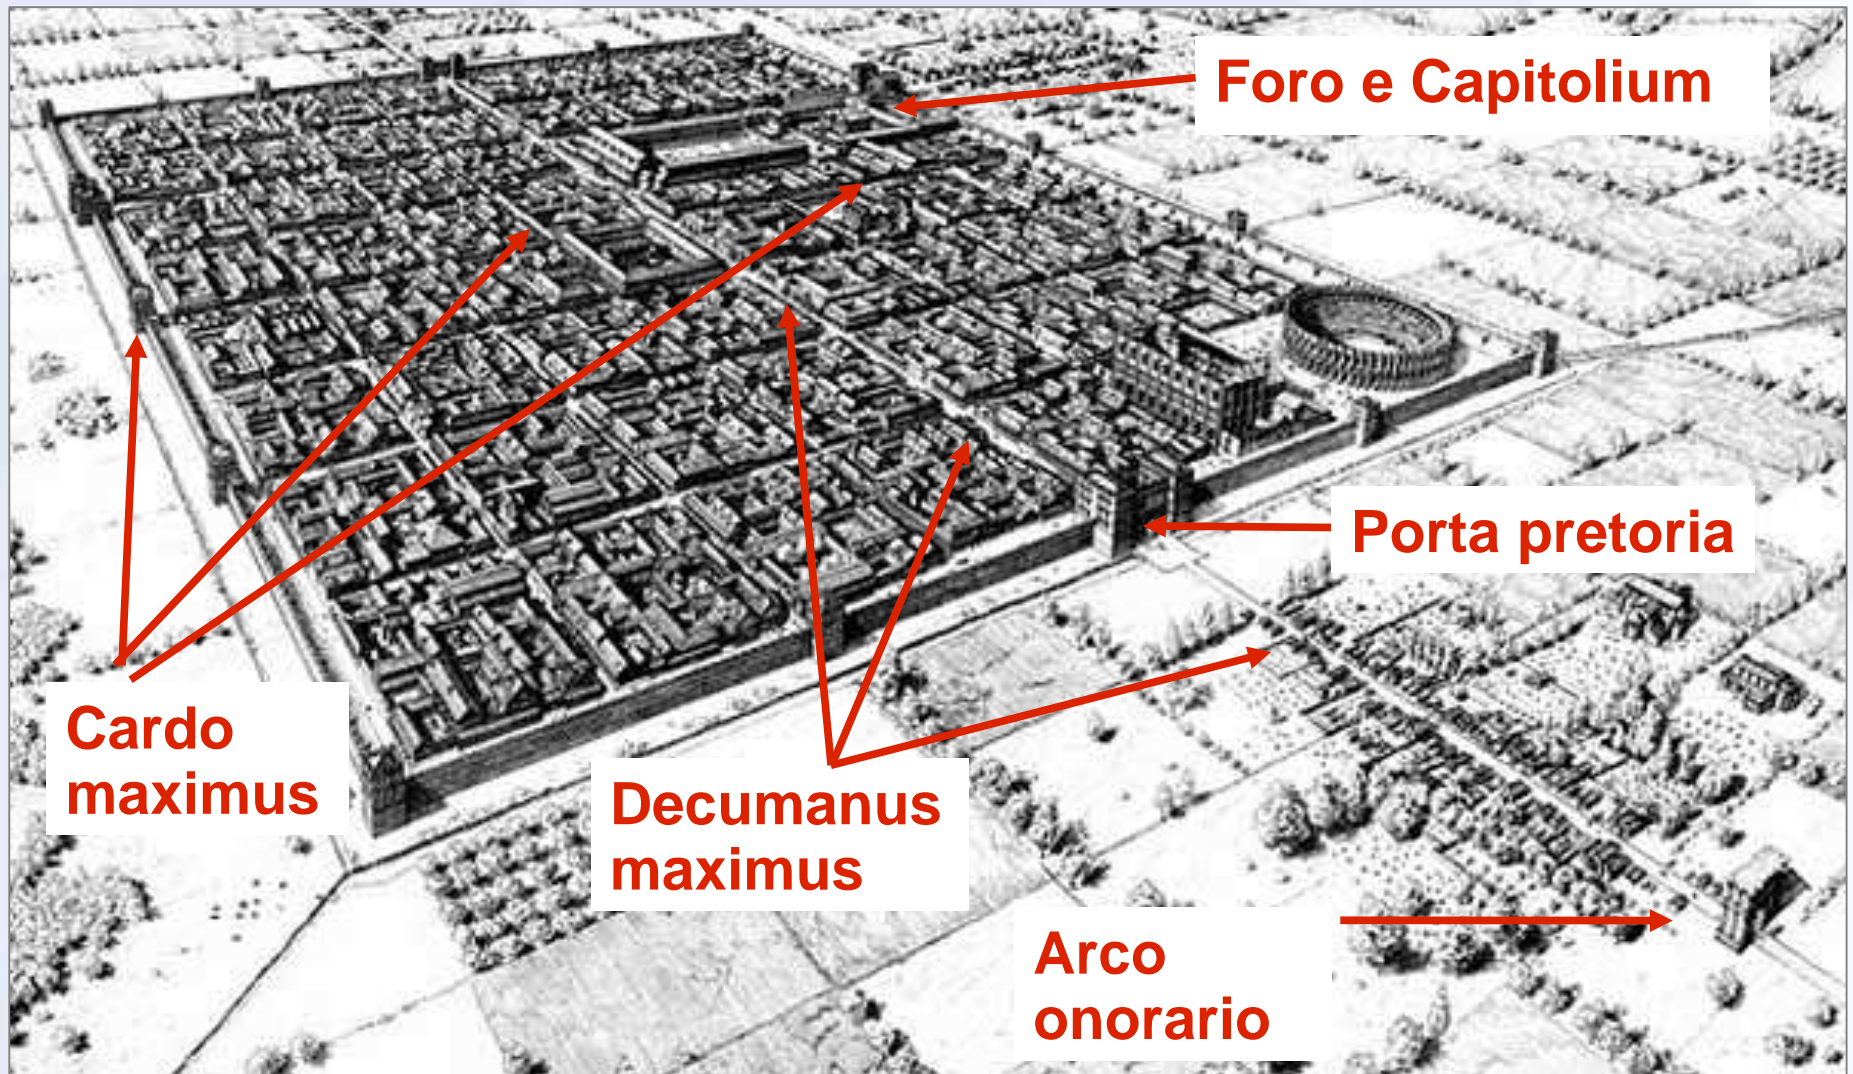 Foro e Capitolium
Porta pretoria
Cardo
maximus
Decumanus
maximus
Arco
onorario